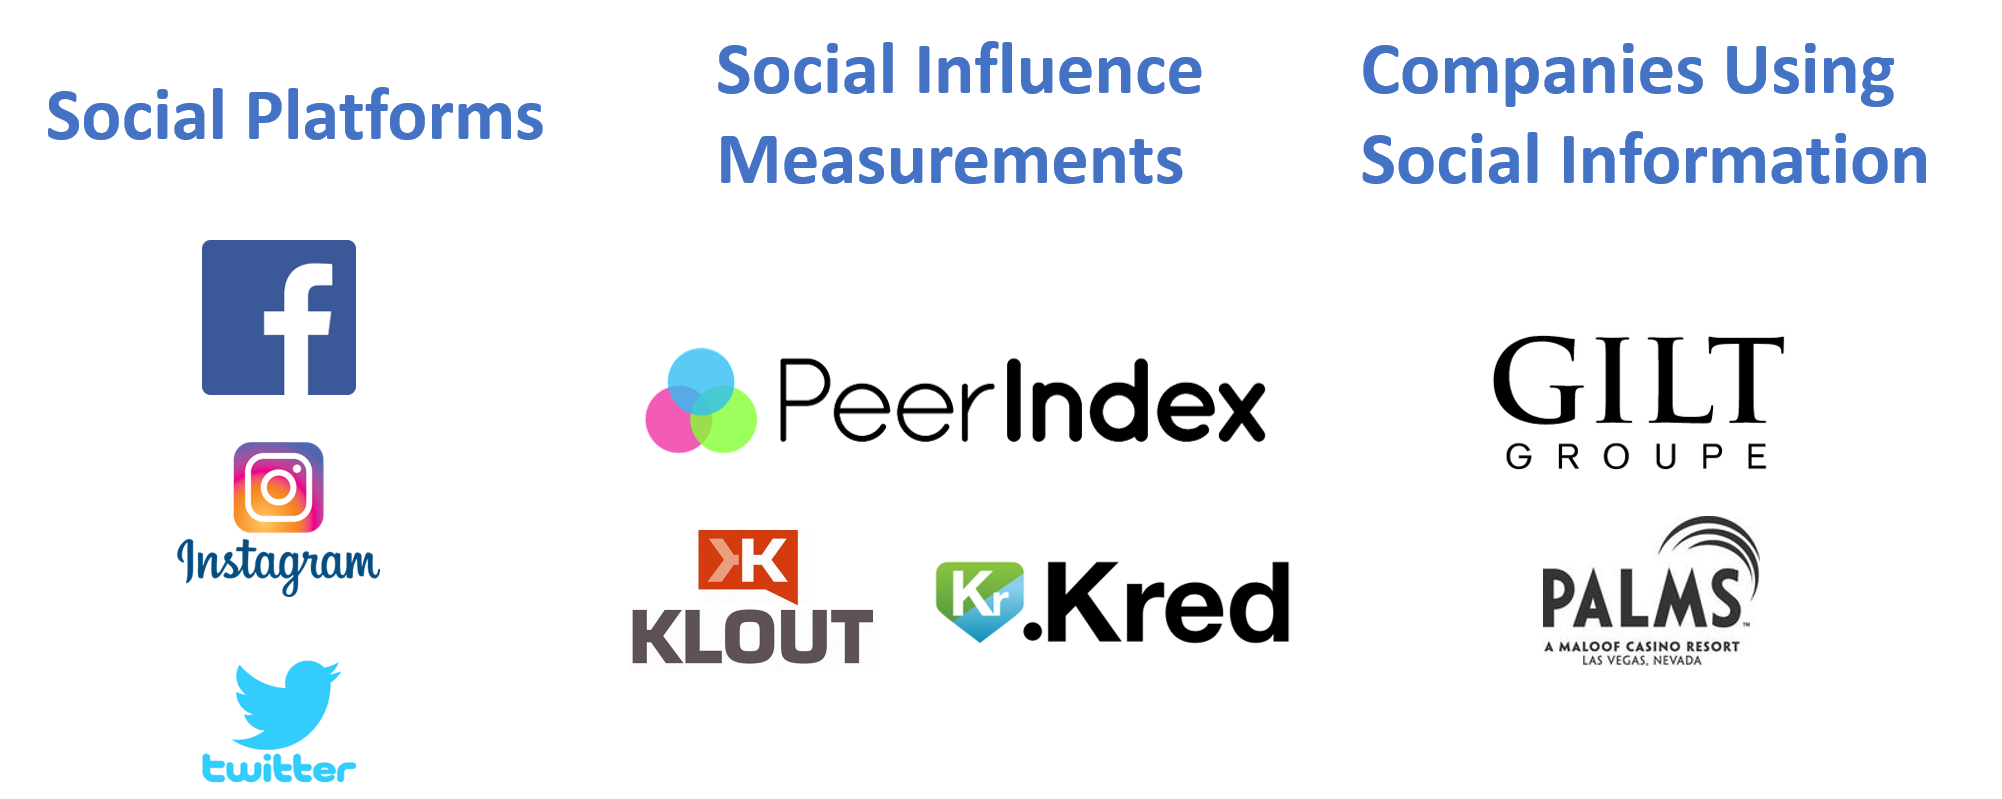 Social Platforms
Social Influence
Measurements
Companies Using
Social Information
f
Instagram
twitter
PeerIndex
K
KLOUT
Kr
.Kred
GILT
GROUPE
PALMS™
A MALOOF CASINO RESORT
LAS VEGAS, NEVADA